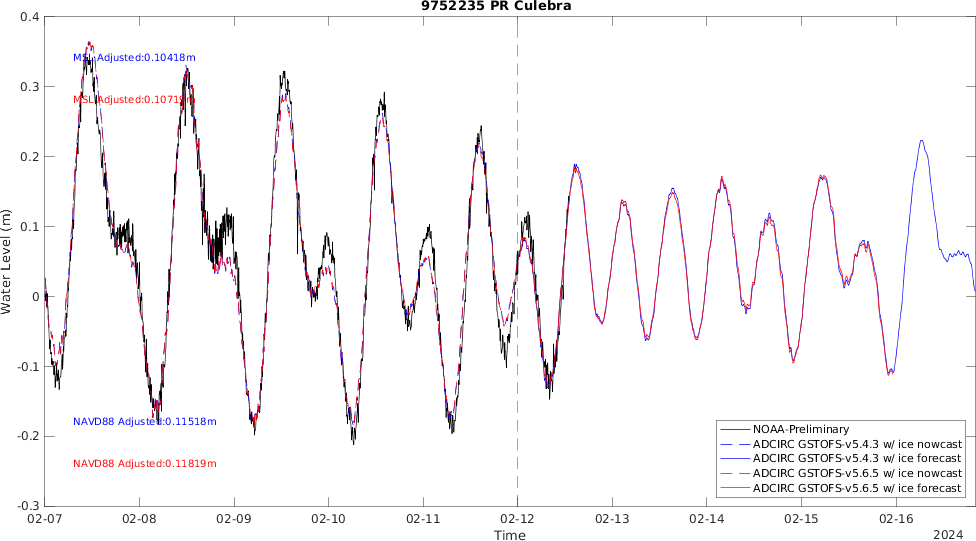 9752235 PR Culebra
0.4
0.3
0.2
0.1
0
-0.1
-0.2
-0.3
Water Level (m)
MSL Adjusted:0.10418m
MSL Adjusted:0.10719m
NAVD88 Adjusted:0.11518m
NAVD88 Adjusted:0.11819m
NOAA-Preliminary
ADCIRC GSTOFS-v5.4.3 w/ ice nowcast
ADCIRC GSTOFS-v5.4.3 w/ ice forecast
ADCIRC GSTOFS-v5.6.5 w/ ice nowcast
ADCIRC GSTOFS-v5.6.5 w/ ice forecast
02-07 02-08 02-09 02-10 02-11 02-12 02-13 02-14 02-15 02-16
Time
2024